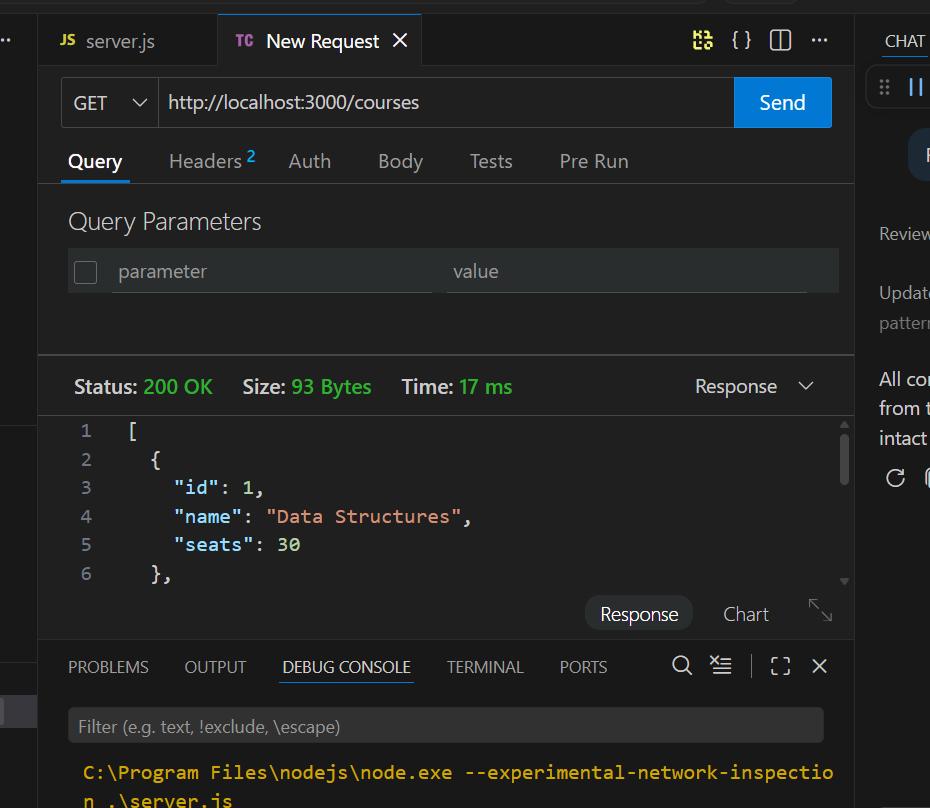 JS server.js
TC New Request
CHAT
GET
http://localhost:3000/courses
Send
Query
Headers 2
Auth
Body
Tests
Pre Run
Query Parameters
parameter
value
Review
Update
pattern
Status: 200 OK
Size: 93 Bytes
Time: 17 ms
Response
All
from
intact
1 [
2 {
3 "id": 1,
4 "name": "Data Structures",
5 "seats": 30
6 },
Response
Chart
PROBLEMS
OUTPUT
DEBUG CONSOLE
TERMINAL
PORTS
Filter (e.g. text, !exclude, \escape)
C:\Program Files\nodejs\node.exe --experimental-network-inspectio
n .\server.js